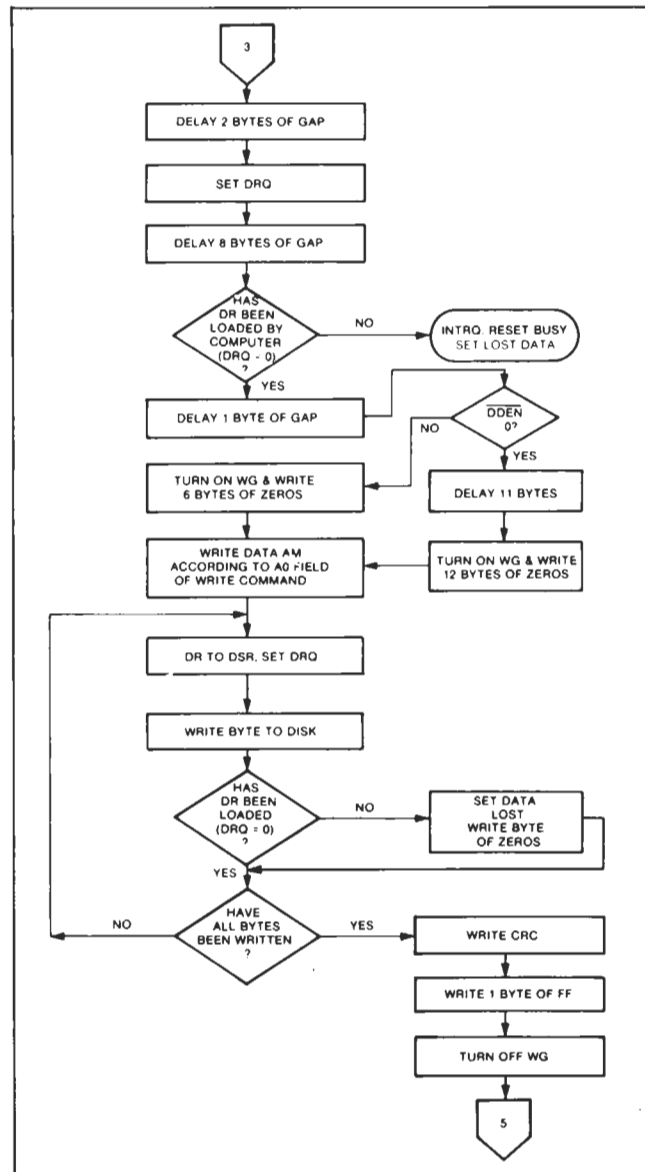 3
DELAY 2 BYTES OF GAP
SET DRQ
DELAY 8 BYTES OF GAP
HAS
DR BEEN
LOADED BY
COMPUTER
(DRQ - 0)
?
NO
INTRQ. RESET BUSY
SET LOST DATA
YES
DELAY 1 BYTE OF GAP
DDEN
0?
NO
YES
TURN ON WG & WRITE
6 BYTES OF ZEROS
DELAY 11 BYTES
WRITE DATA AM
ACCORDING TO A0 FIELD
OF WRITE COMMAND
TURN ON WG & WRITE
12 BYTES OF ZEROS
DR TO DSR, SET DRQ
WRITE BYTE TO DISK
HAS
DR BEEN
LOADED
(DRQ = 0)
?
NO
SET DATA
LOST
WRITE BYTE
OF ZEROS
YES
HAVE
ALL BYTES
BEEN WRITTEN
?
NO
YES
WRITE CRC
WRITE 1 BYTE OF FF
TURN OFF WG
5